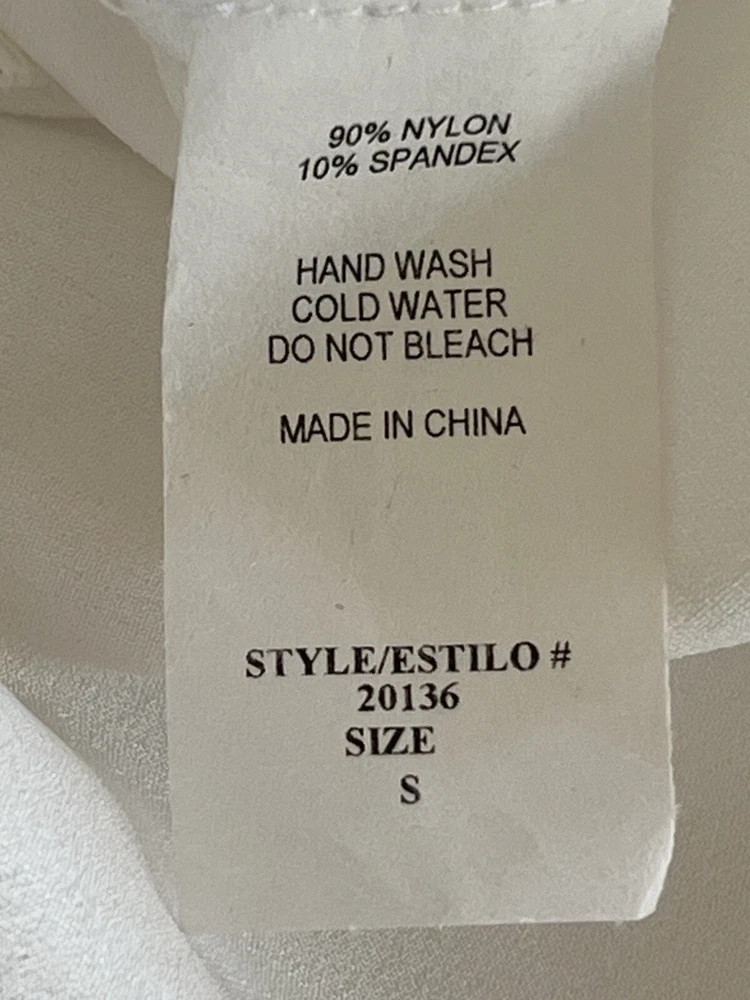 90% NYLON
10% SPANDEX
HAND WASH
COLD WATER
DO NOT BLEACH
MADE IN CHINA
STYLE/ESTILO #
20136
SIZE
S